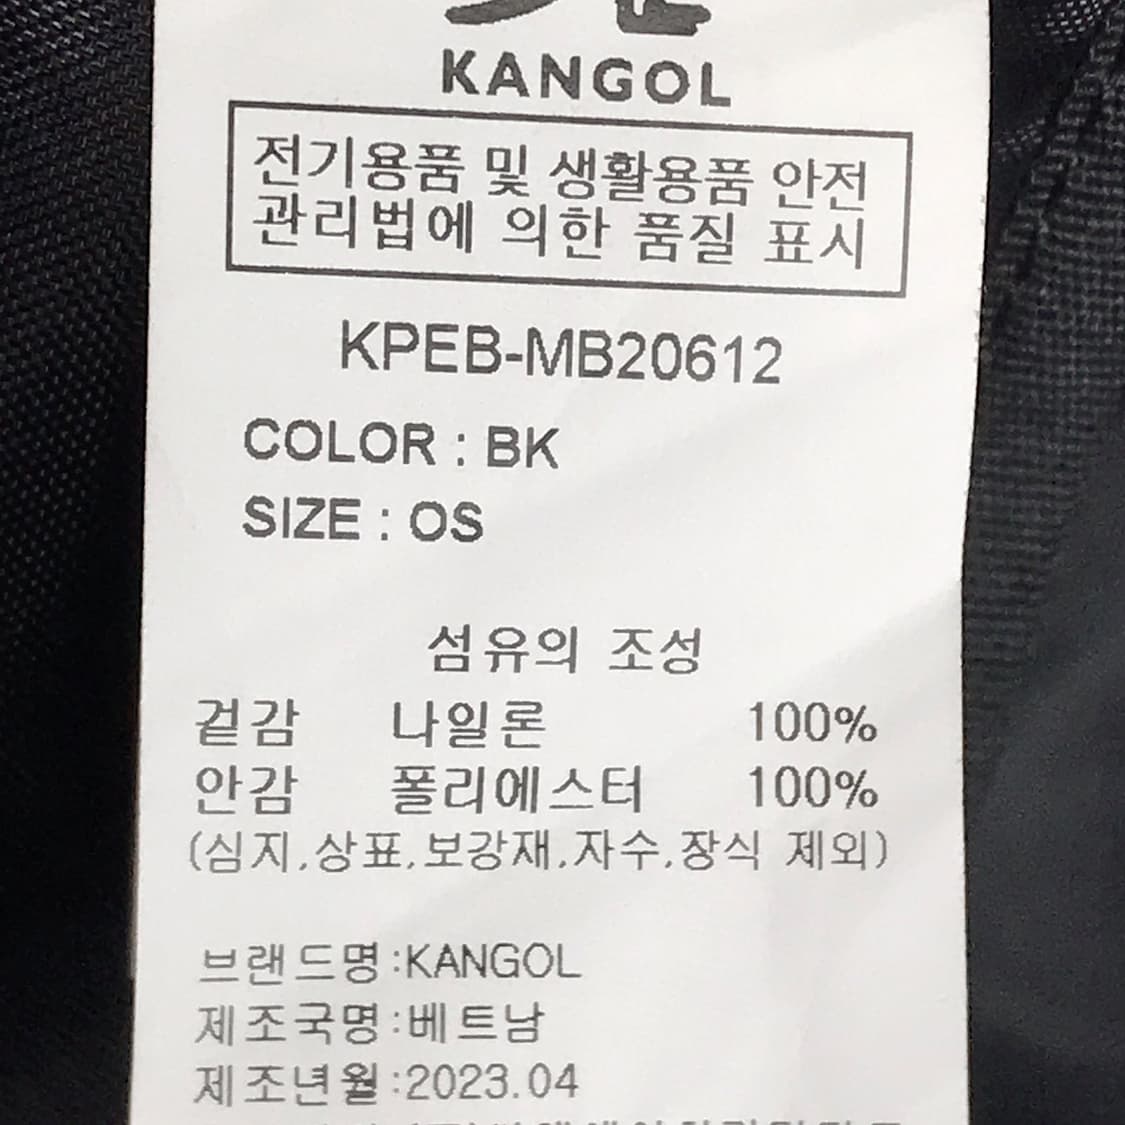 KANGOL
전기용품 및 생활용품 안전
관리법에 의한 품질 표시
KPEB-MB20612
COLOR : BK
SIZE : OS
섬유의 조성
겉감 나일론 100%
안감 폴리에스터 100%
(심지,상표,보강재,자수,장식 제외)
브랜드명:KANGOL
제조국명:베트남
제조년월:2023.04